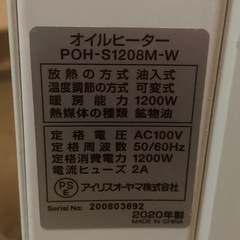 オイルヒーター
POH-S1208M-W
放熱の方式 油入式
温度調節の方式 可変式
暖房能力 1200W
熱媒体の種類 鉱物油
定格電圧 AC100V
定格周波数 50/60Hz
定格消費電力 1200W
電流ヒューズ 2A
PSE アイリスオーヤマ株式会社
2020年製
Serial No: 200803692 MADE IN CHINA